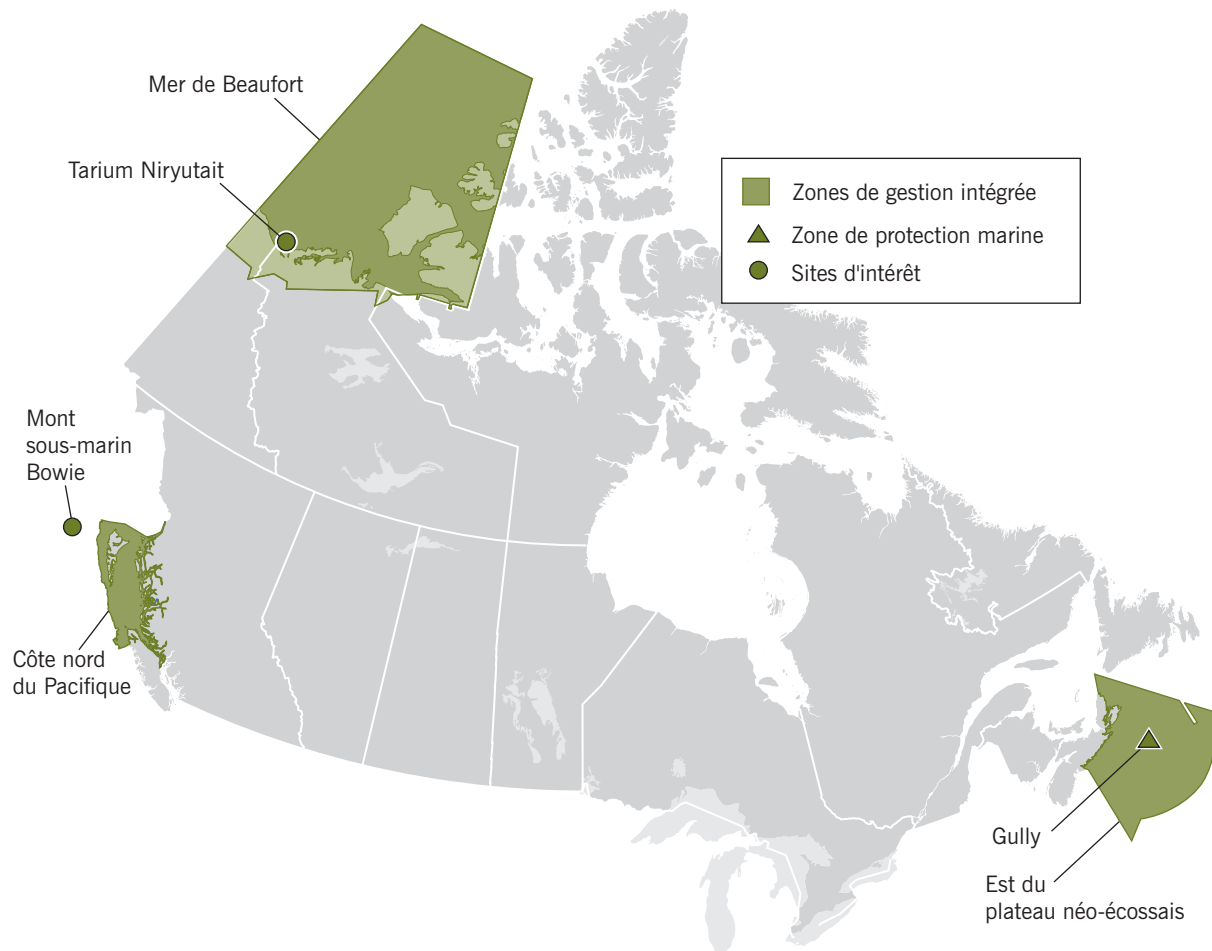 Mer de Beaufort
Tarium Niryutait
Zones de gestion intégrée
Zone de protection marine
Sites d'intérêt
Mont
sous-marin
Bowie
Côte nord
du Pacifique
Gully
Est du
plateau néo-écossais